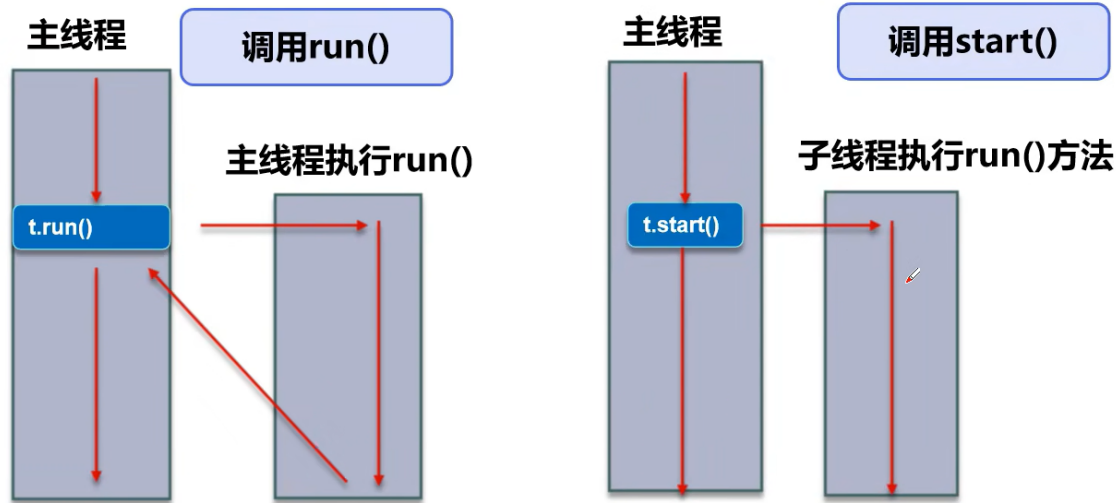 主线程
调用run()
主线程执行run()
t.run()
主线程
调用start()
子线程执行run()方法
t.start()